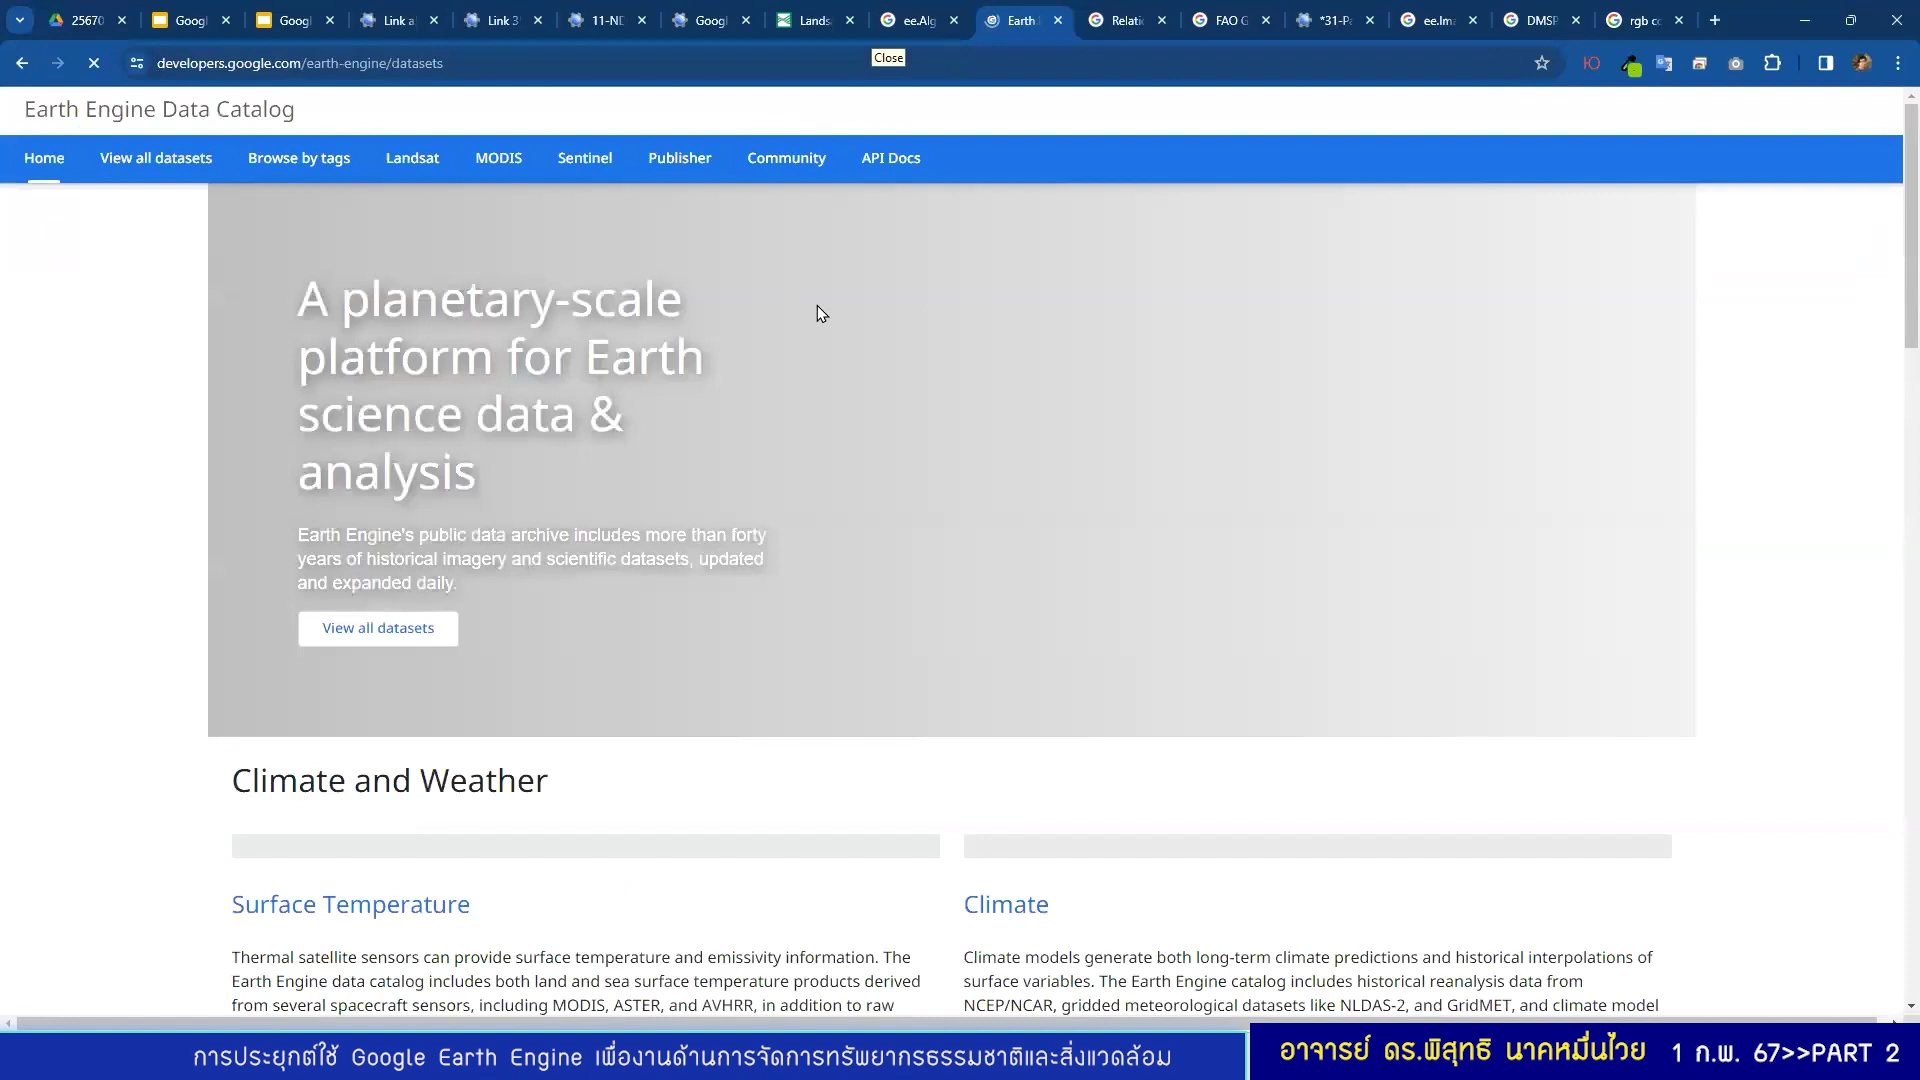 25670
Googl
Googl
Link a
Link 3
11-ND
Googl
Lands
ee.Alg
Earth
Relati
FAO G
*31-Pa
ee.Ima
DMSP
rgb co
developers.google.com/earth-engine/datasets
Close
Earth Engine Data Catalog
Home View all datasets Browse by tags Landsat MODIS Sentinel Publisher Community API Docs
A planetary-scale
platform for Earth
science data &
analysis
Earth Engine's public data archive includes more than forty
years of historical imagery and scientific datasets, updated
and expanded daily.
View all datasets
Climate and Weather
Surface Temperature
Thermal satellite sensors can provide surface temperature and emissivity information. The
Earth Engine data catalog includes both land and sea surface temperature products derived
from several spacecraft sensors, including MODIS, ASTER, and AVHRR, in addition to raw
Climate
Climate models generate both long-term climate predictions and historical interpolations of
surface variables. The Earth Engine catalog includes historical reanalysis data from
NCEP/NCAR, gridded meteorological datasets like NLDAS-2, and GridMET, and climate model
การประยุกต์ใช้ Google Earth Engine เพื่องานด้านการจัดการทรัพยากรธรรมชาติและสิ่งแวดล้อม
อาจารย์ ดร.พิสุทธิ นาคหมื่นไวย 1 ก.พ. 67>>PART 2